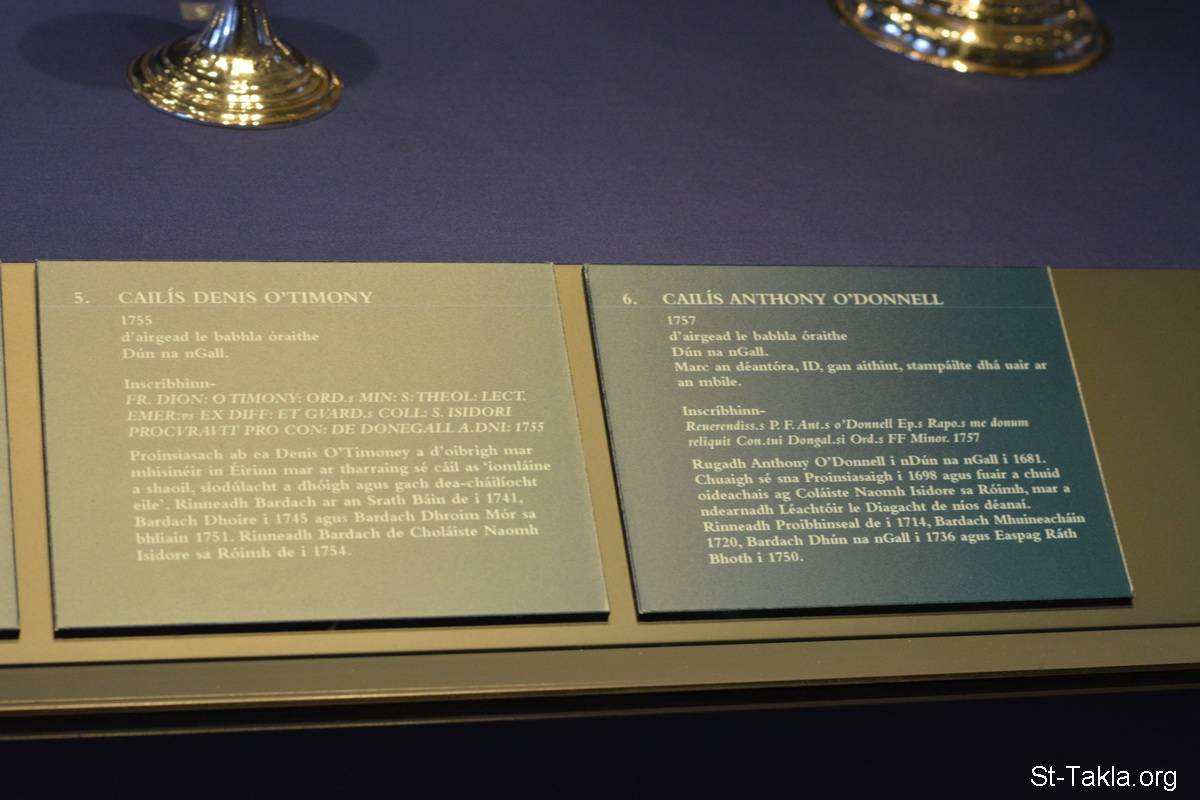 5. CAILÍS DENIS O'TIMONY
1755
d'airgead le babhla óraithe
Dún na nGall.
Inscríbhinn-
FR. DION: O TIMONY: ORD.s MIN: S:THEOL: LECT.
EMER:ps EX DIFF: ET GVARD.s COLL: S. ISIDORI
PROCVRAVIT PRO CON: DE DONEGALL A.DNI: 1755
Proinsiasach ab ea Denis O'Timoney a d'oibrigh mar
mhisinéir in Éirinn mar ar tharraing sé cáil as 'iomláine
a shaoil, síodúlacht a dhóigh agus gach dea-cháilíocht
eile'. Rinneadh Bardach ar an Srath Báin de i 1741,
Bardach Dhoire i 1745 agus Bardach Dhroim Mór sa
bhliain 1751. Rinneadh Bardach de Choláiste Naomh
Isidore sa Róimh de i 1754.
6. CAILÍS ANTHONY O'DONNELL
1757
d'airgead le babhla óraithe
Dún na nGall.
Marc an déantóra, ID, gan aithint, stampáilte dhá uair ar
an mbile.
Inscríbhinn-
Reuerendiss.s P. F. Ant.s o'Donnell Ep.s Rapo.s me donum
reliquit Con.tui Dongal.si Ord.s FF Minor. 1757
Rugadh Anthony O'Donnell i nDún na nGall i 1681.
Chuaigh sé sna Proinsiasaigh i 1698 agus fuair a chuid
oideachais ag Coláiste Naomh Isidore sa Róimh, mar a
ndearnadh Léachtóir le Diagacht de níos déanaí.
Rinneadh Proibhinseal de i 1714, Bardach Mhuineacháin
1720, Bardach Dhún na nGall i 1736 agus Easpag Ráth
Bhoth i 1750.
St-Takla.org